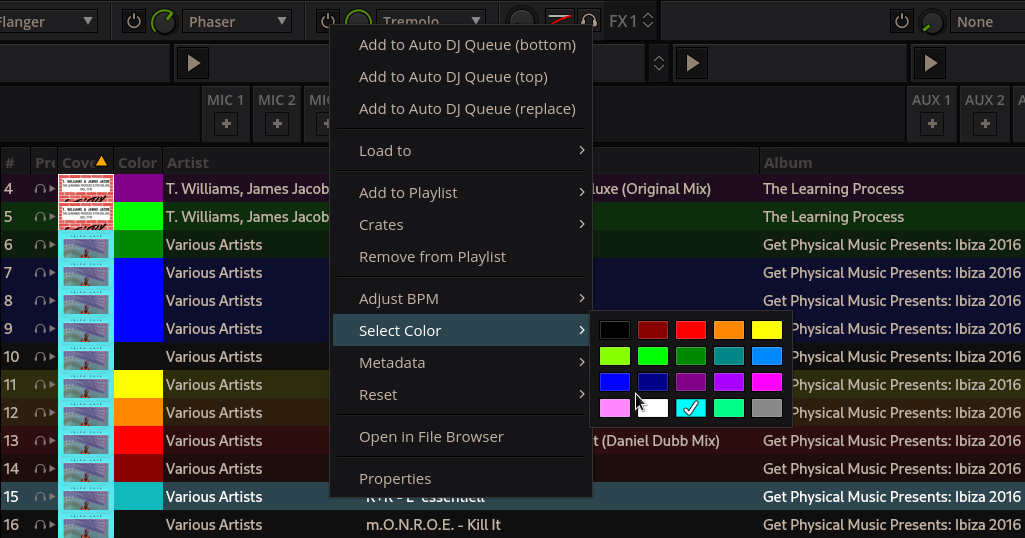 Flanger
Phaser
Tremolo
FX1
None
MIC 1
MIC 2
MIC
AUX 1
AUX 2
A
Add to Auto DJ Queue (bottom)
Add to Auto DJ Queue (top)
Add to Auto DJ Queue (replace)
Load to
Add to Playlist
Crates
Remove from Playlist
Adjust BPM
Select Color
Metadata
Reset
Open in File Browser
Properties
# Pre Cove Color Artist Album
4 T. Williams, James Jacob luxe (Original Mix) The Learning Process
5 T. Williams, James Jacob The Learning Process
6 Various Artists Get Physical Music Presents: Ibiza 2016
7 Various Artists Get Physical Music Presents: Ibiza 2016
8 Various Artists Get Physical Music Presents: Ibiza 2016
9 Various Artists Get Physical Music Presents: Ibiza 2016
10 Various Artists Get Physical Music Presents: Ibiza 2016
11 Various Artists Get Physical Music Presents: Ibiza 2016
12 Various Artists Get Physical Music Presents: Ibiza 2016
13 Various Artists t (Daniel Dubb Mix) Get Physical Music Presents: Ibiza 2016
14 Various Artists Get Physical Music Presents: Ibiza 2016
15 Various Artists Get Physical Music Presents: Ibiza 2016
16 Various Artists m.O.N.R.O.E. - Kill It Get Physical Music Presents: Ibiza 2016